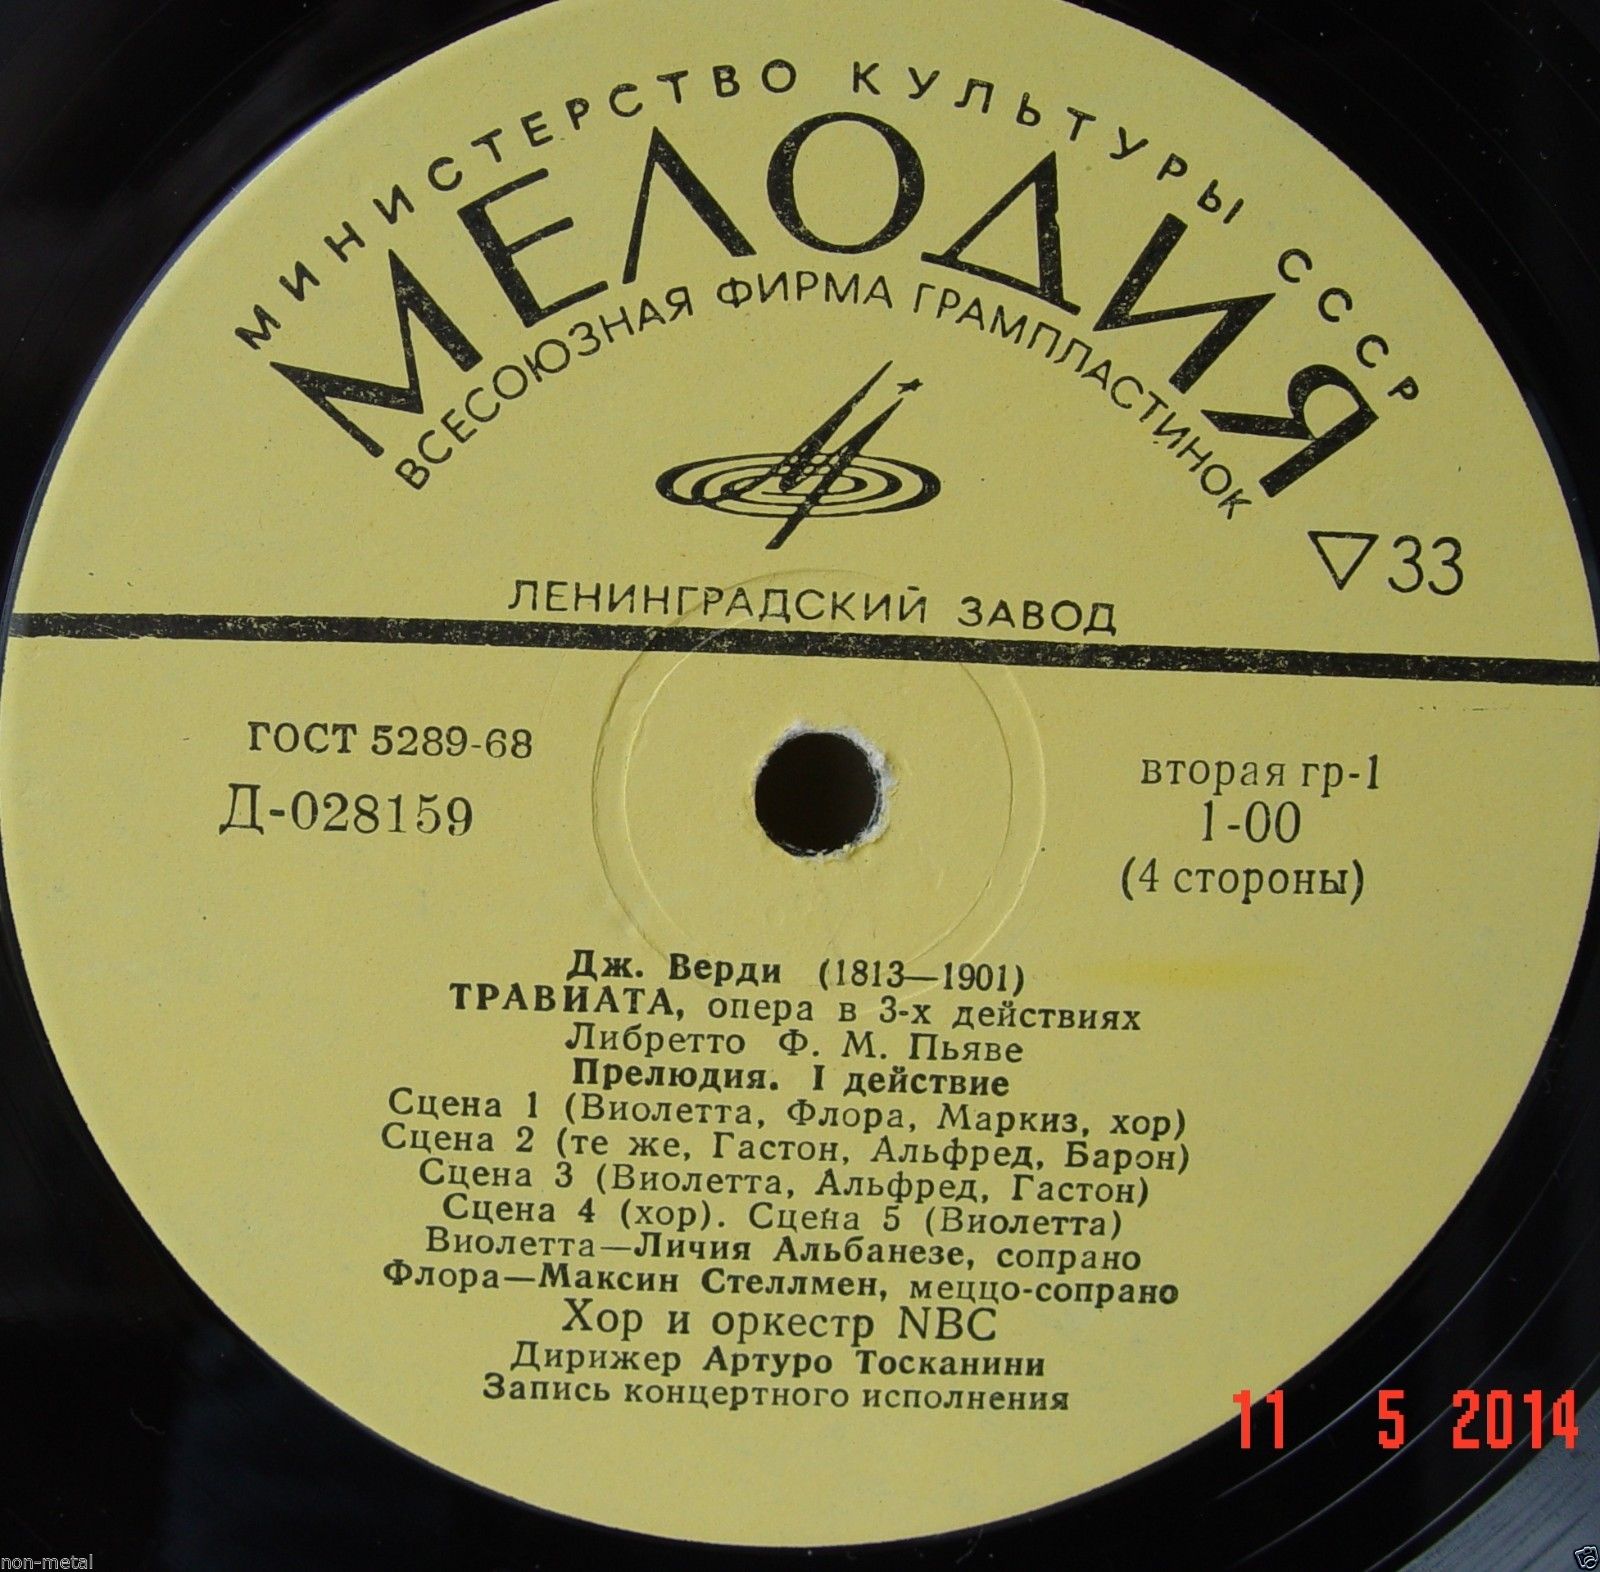 МИНИСТЕРСТВО КУЛЬТУРЫ СССР
МЕЛОДИЯ
ВСЕСОЮЗНАЯ ФИРМА ГРАМПЛАСТИНОК
▽33
ЛЕНИНГРАДСКИЙ ЗАВОД
ГОСТ 5289-68
Д-028159
вторая гр-1
1-00
(4 стороны)
Дж. Верди (1813—1901)
ТРАВИАТА, опера в 3-х действиях
Либретто Ф. М. Пьяве
Прелюдия. I действие
Сцена 1 (Виолетта, Флора, Маркиз, хор)
Сцена 2 (те же, Гастон, Альфред, Барон)
Сцена 3 (Виолетта, Альфред, Гастон)
Сцена 4 (хор). Сцена 5 (Виолетта)
Виолетта—Личия Альбанезе, сопрано
Флора—Максин Стеллмен, меццо-сопрано
Хор и оркестр NBC
Дирижер Артуро Тосканини
Запись концертного исполнения
11 5 2014
non-metal